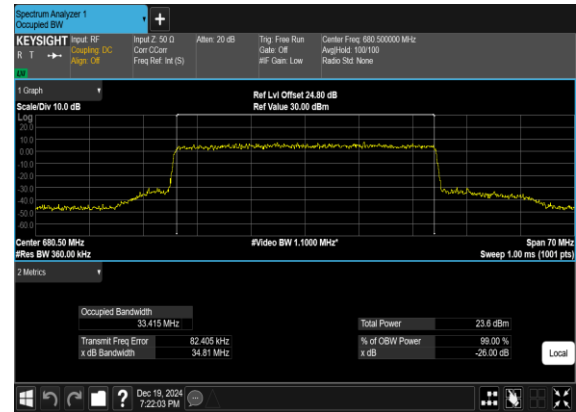 Spectrum Analyzer 1
Occupied BW
KEYSIGHT
R T
Input: RF
Coupling: DC
Align: Off
Input Z: 50 Ω
Corr CCorr
Freq Ref: Int (S)
Atten: 20 dB
Trig: Free Run
Gate: Off
#IF Gain: Low
Center Freq: 680.500000 MHz
Avg|Hold: 100/100
Radio Std: None
1 Graph
Scale/Div 10.0 dB
Ref Lvl Offset 24.80 dB
Ref Value 30.00 dBm
Log
20.0
10.0
0.00
-10.0
-20.0
-30.0
-40.0
-50.0
-60.0
Center 680.50 MHz
#Res BW 360.00 kHz
#Video BW 1.1000 MHz*
Span 70 MHz
Sweep 1.00 ms (1001 pts)
2 Metrics
Occupied Bandwidth
33.415 MHz
Total Power 23.6 dBm
Transmit Freq Error 82.405 kHz
% of OBW Power 99.00 %
x dB Bandwidth 34.81 MHz
x dB -26.00 dB
Local
Dec 19, 2024
7:22:03 PM